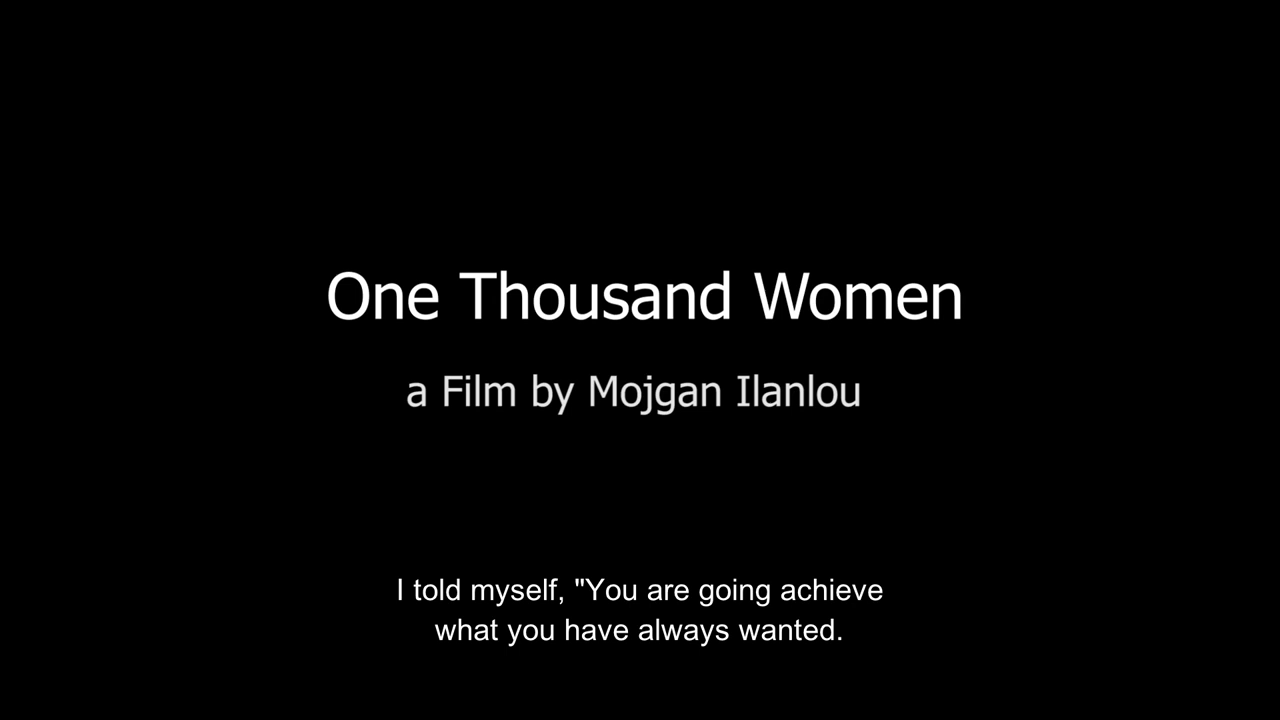 One Thousand Women
a Film by Mojgan Ilanlou
I told myself, "You are going achieve
what you have always wanted.